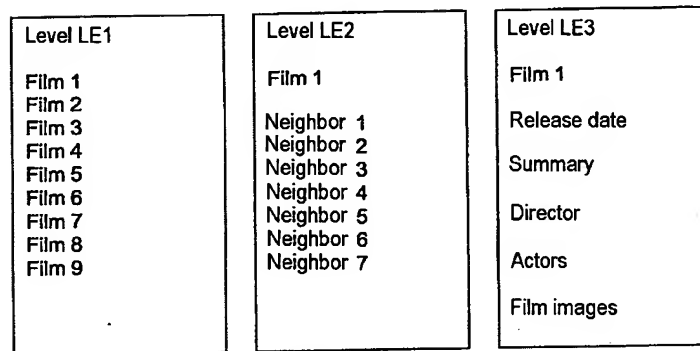 Level LE1
Film 1
Film 2
Film 3
Film 4
Film 5
Film 6
Film 7
Film 8
Film 9
Level LE2
Film 1
Neighbor 1
Neighbor 2
Neighbor 3
Neighbor 4
Neighbor 5
Neighbor 6
Neighbor 7
Level LE3
Film 1
Release date
Summary
Director
Actors
Film images